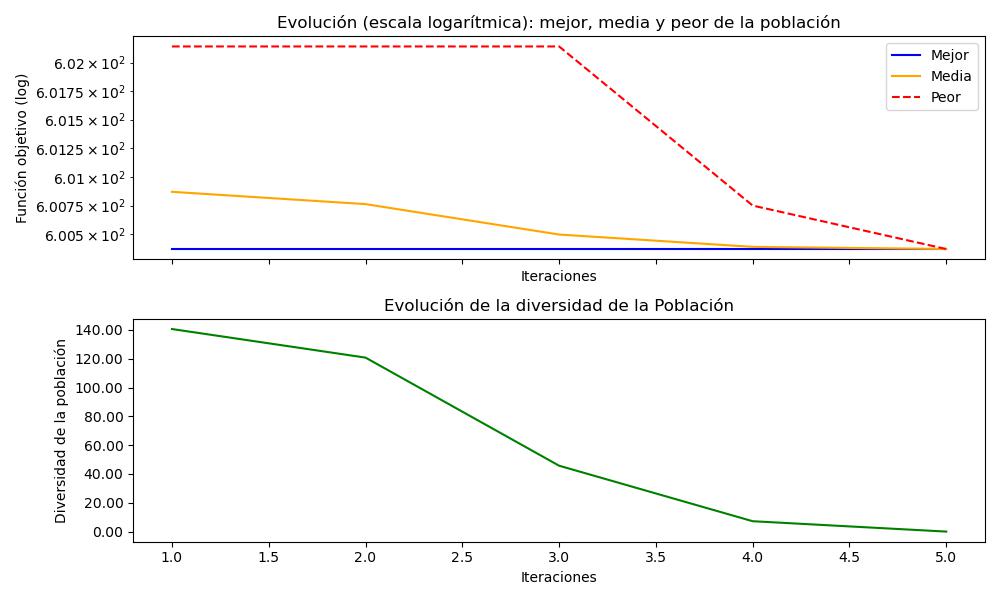 Evolución (escala logarítmica): mejor, media y peor de la población
Función objetivo (log)
6.02 × 10²
6.0175 × 10²
6.015 × 10²
6.0125 × 10²
6.01 × 10²
6.0075 × 10²
6.005 × 10²
Mejor
Media
Peor
Iteraciones
Evolución de la diversidad de la Población
Diversidad de la población
140.00
120.00
100.00
80.00
60.00
40.00
20.00
0.00
1.0 1.5 2.0 2.5 3.0 3.5 4.0 4.5 5.0
Iteraciones